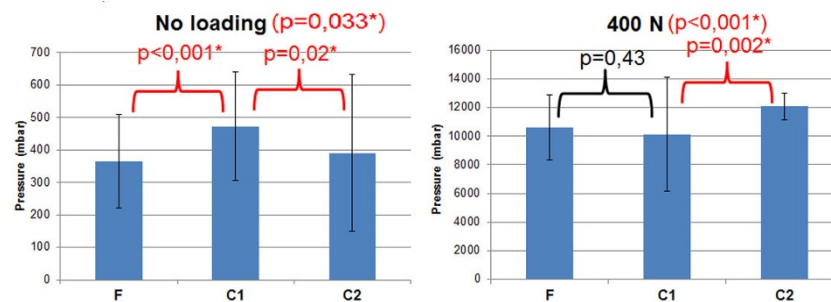 No loading (p=0,033*)
p<0,001*
p=0,02*
Pressure (mbar)
700
600
500
400
300
200
100
0
F
C1
C2
400 N (p<0,001*)
p=0,43
p=0,002*
Pressure (mbar)
16000
14000
12000
10000
8000
6000
4000
2000
0
F
C1
C2